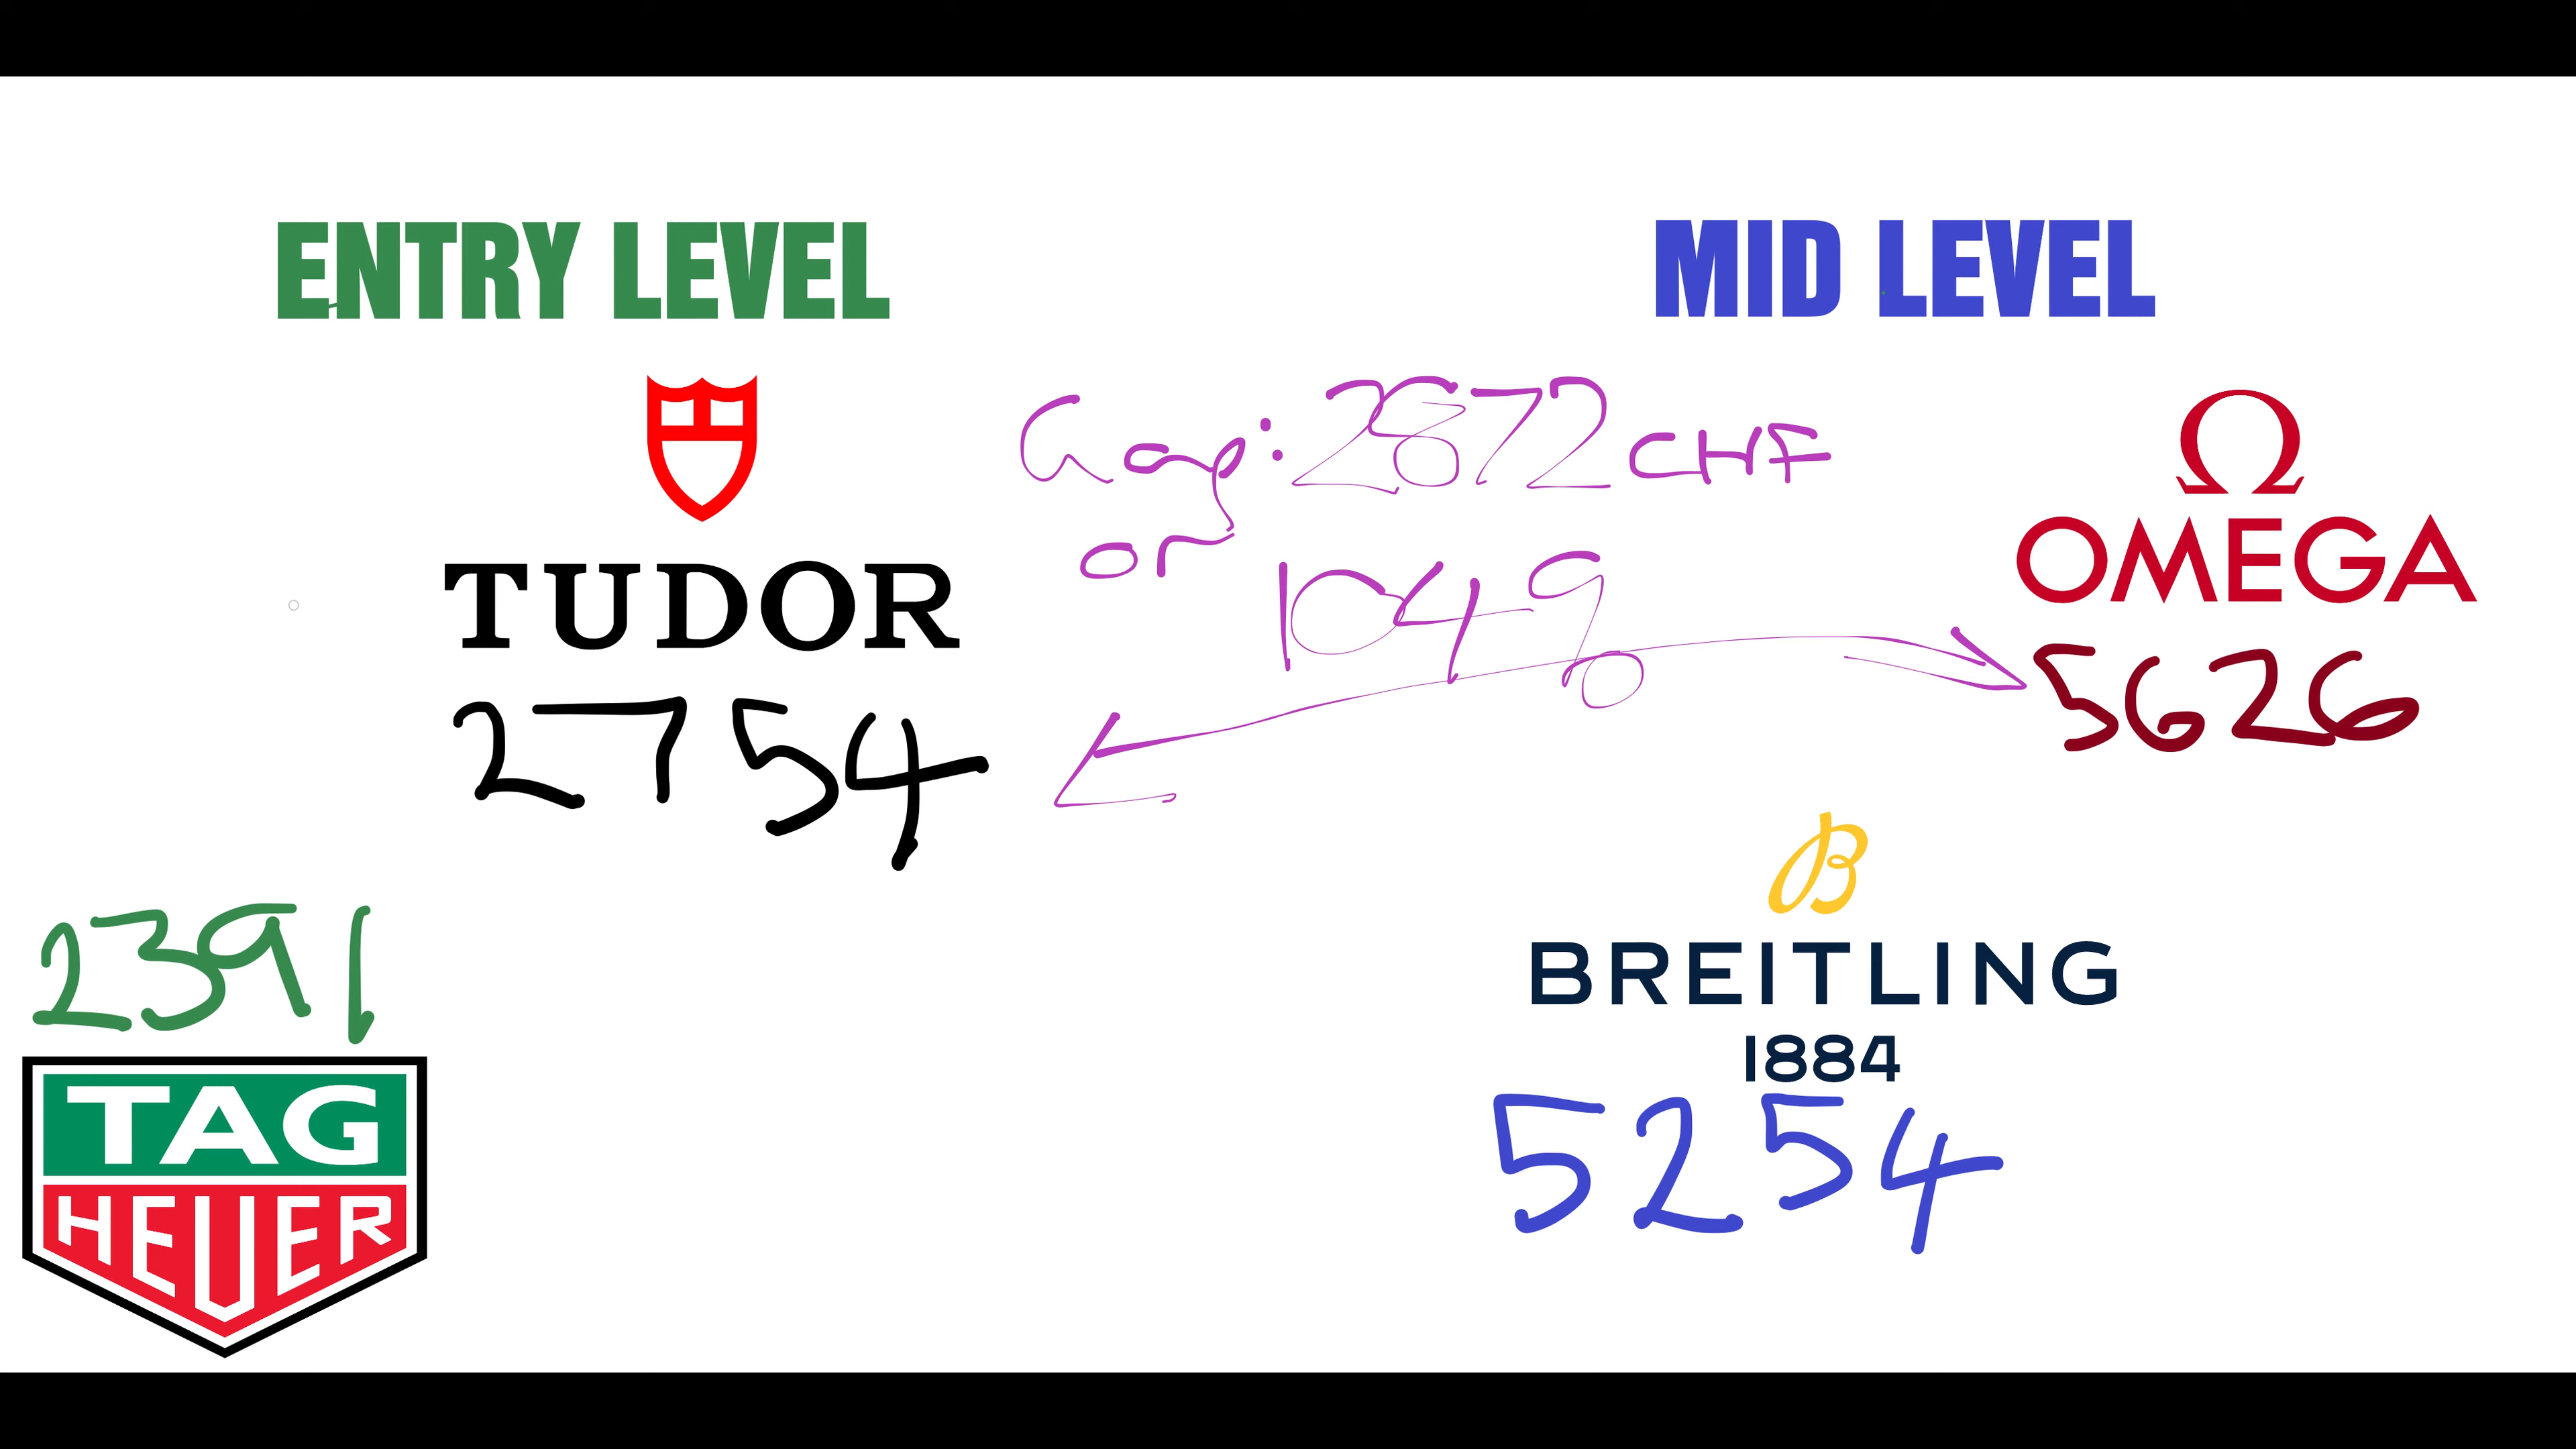 ENTRY LEVEL
MID LEVEL
Gap: 2872 CHF
or
104%
TUDOR
2754
Ω
OMEGA
5626
B
BREITLING
1884
5254
2391
TAG
HEUER